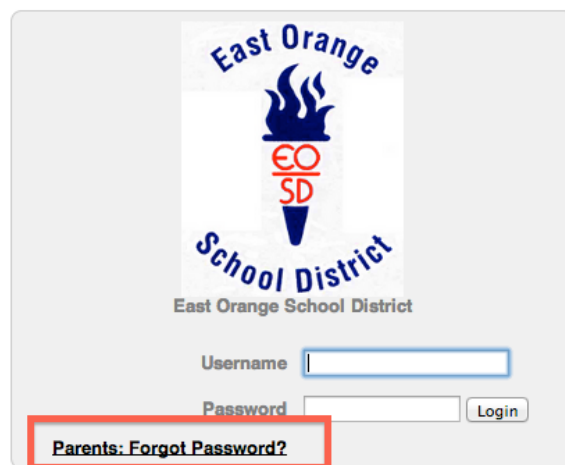 East Orange
EO
SD
School District
East Orange School District
Username
Password
Login
Parents: Forgot Password?